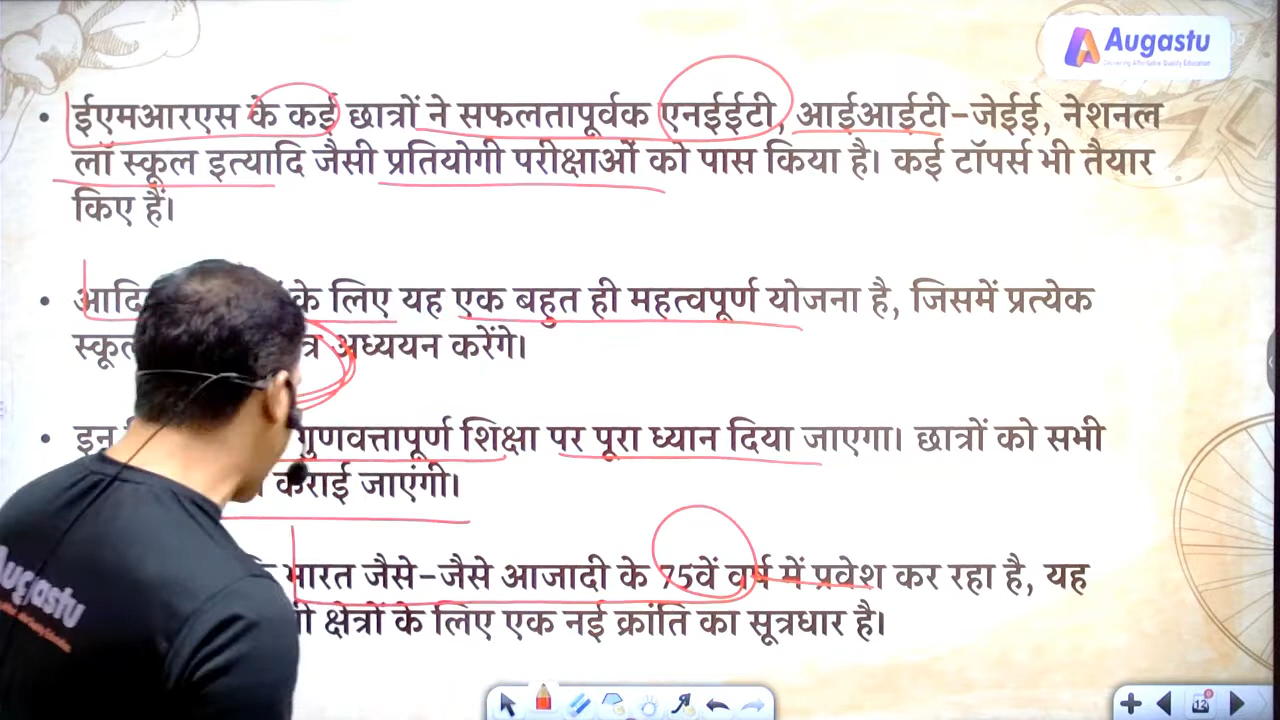 Augastu
ईएमआरएस के कई छात्रों ने सफलतापूर्वक एनईईटी, आईआईटी-जेईई, नेशनल
लॉ स्कूल इत्यादि जैसी प्रतियोगी परीक्षाओं को पास किया है। कई टॉपर्स भी तैयार
किए हैं।
के लिए यह एक बहुत ही महत्वपूर्ण योजना है, जिसमें प्रत्येक
अध्ययन करेंगे।
गुणवत्तापूर्ण शिक्षा पर पूरा ध्यान दिया जाएगा। छात्रों को सभी
कराई जाएंगी।
भारत जैसे-जैसे आजादी के 75वें वर्ष में प्रवेश कर रहा है, यह
क्षेत्रों के लिए एक नई क्रांति का सूत्रधार है।
Augastu
12